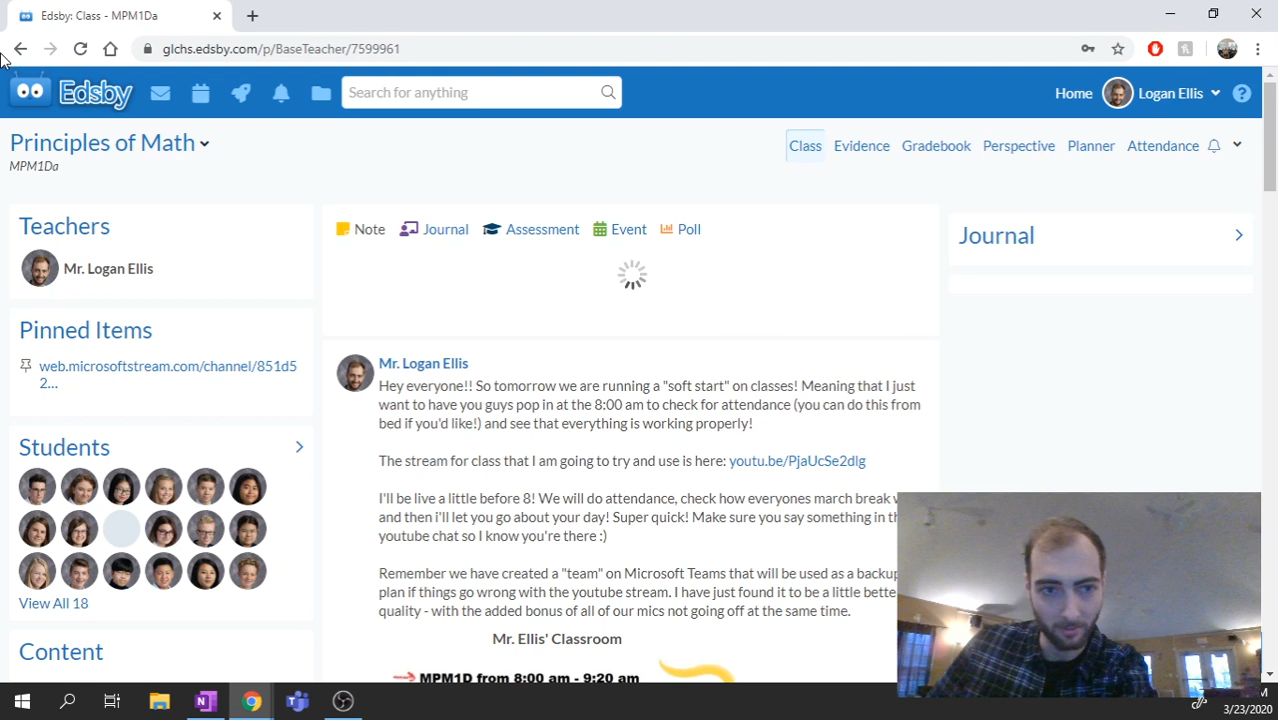 Edsby: Class - MPM1Da
glchs.edsby.com/p/BaseTeacher/7599961
Edsby
Search for anything
Home
Logan Ellis
Principles of Math
MPM1Da
Class Evidence Gradebook Perspective Planner Attendance
Teachers
Mr. Logan Ellis
Pinned Items
web.microsoftstream.com/channel/851d5
2...
Students
View All 18
Content
Note Journal Assessment Event Poll
Mr. Logan Ellis
Hey everyone!! So tomorrow we are running a "soft start" on classes! Meaning that I just
want to have you guys pop in at the 8:00 am to check for attendance (you can do this from
bed if you'd like!) and see that everything is working properly!
The stream for class that I am going to try and use is here: youtu.be/PjaUcSe2dlg
I'll be live a little before 8! We will do attendance, check how everyones march break
and then i'll let you go about your day! Super quick! Make sure you say something in
youtube chat so I know you're there :)
Remember we have created a "team" on Microsoft Teams that will be used as a backup
plan if things go wrong with the youtube stream. I have just found it to be a little
quality - with the added bonus of all of our mics not going off at the same time.
Mr. Ellis' Classroom
MPM1D from 8:00 am - 9:20 am
Journal
3/23/2020